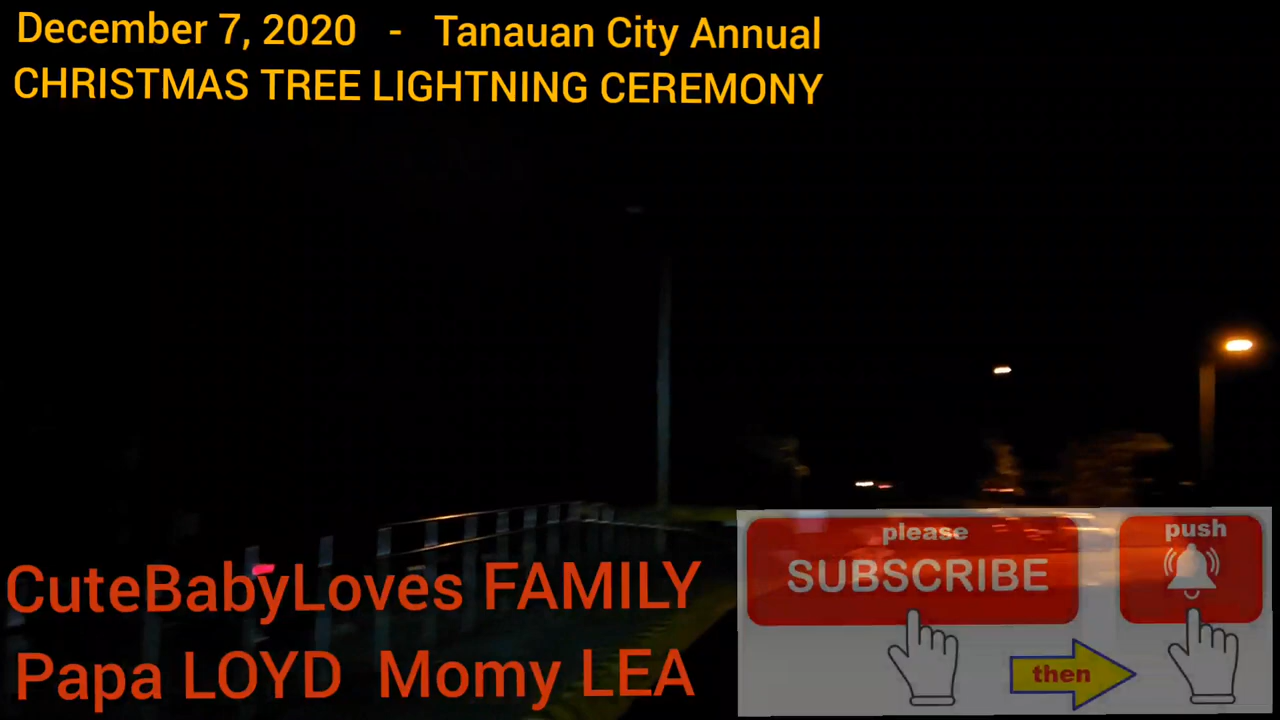 December 7, 2020 - Tanauan City Annual
CHRISTMAS TREE LIGHTNING CEREMONY
CuteBabyLoves FAMILY
Papa LOYD Momy LEA
please
SUBSCRIBE
then
push